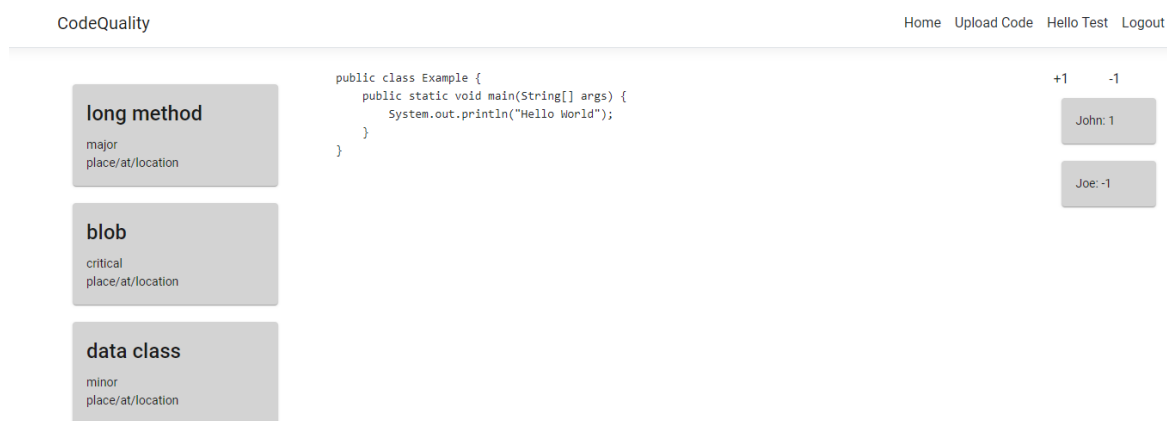 CodeQuality
Home Upload Code Hello Test Logout
long method
major
place/at/location
blob
critical
place/at/location
data class
minor
place/at/location
public class Example {
    public static void main(String[] args) {
        System.out.println("Hello World");
    }
}
+1 -1
John: 1
Joe: -1